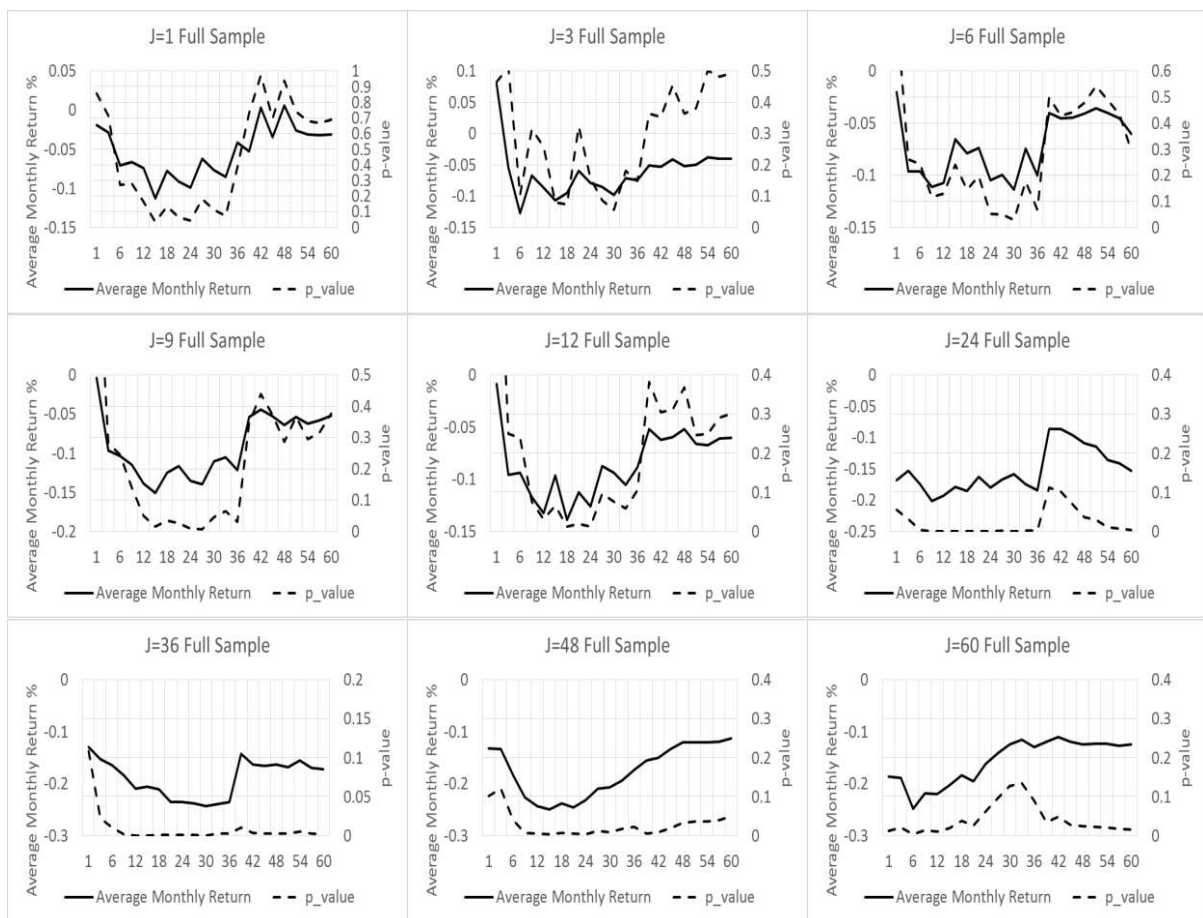 J=1 Full Sample
Average Monthly Return %
0.05
0
-0.05
-0.1
-0.15
1
0.9
0.8
0.7
0.6
0.5
0.4
0.3
0.2
0.1
0
p-value
1 6 12 18 24 30 36 42 48 54 60
Average Monthly Return p_value
J=3 Full Sample
Average Monthly Return %
0.1
0.05
0
-0.05
-0.1
-0.15
0.5
0.4
0.3
0.2
0.1
0
p-value
1 6 12 18 24 30 36 42 48 54 60
Average Monthly Return p_value
J=6 Full Sample
Average Monthly Return %
0
-0.05
-0.1
-0.15
0.6
0.5
0.4
0.3
0.2
0.1
0
p-value
1 6 12 18 24 30 36 42 48 54 60
Average Monthly Return p_value
J=9 Full Sample
Average Monthly Return %
0
-0.05
-0.1
-0.15
-0.2
0.5
0.4
0.3
0.2
0.1
0
p-value
1 6 12 18 24 30 36 42 48 54 60
Average Monthly Return p_value
J=12 Full Sample
Average Monthly Return %
0
-0.05
-0.1
-0.15
0.4
0.3
0.2
0.1
0
p-value
1 6 12 18 24 30 36 42 48 54 60
Average Monthly Return p_value
J=24 Full Sample
Average Monthly Return %
0
-0.05
-0.1
-0.15
-0.2
-0.25
0.4
0.3
0.2
0.1
0
p-value
1 6 12 18 24 30 36 42 48 54 60
Average Monthly Return p_value
J=36 Full Sample
Average Monthly Return %
0
-0.1
-0.2
-0.3
0.2
0.15
0.1
0.05
0
p-value
1 6 12 18 24 30 36 42 48 54 60
Average Monthly Return p_value
J=48 Full Sample
Average Monthly Return %
0
-0.1
-0.2
-0.3
0.4
0.3
0.2
0.1
0
p-value
1 6 12 18 24 30 36 42 48 54 60
Average Monthly Return p_value
J=60 Full Sample
Average Monthly Return %
0
-0.1
-0.2
-0.3
0.4
0.3
0.2
0.1
0
p-value
1 6 12 18 24 30 36 42 48 54 60
Average Monthly Return p_value